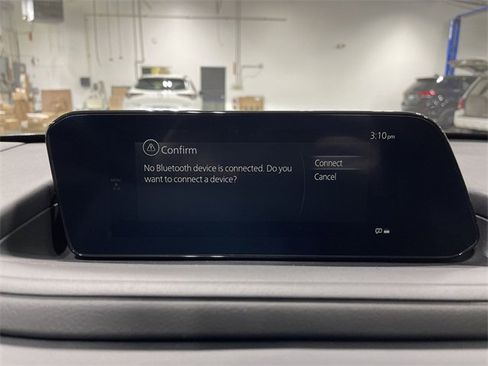 3:10pm
Confirm
No Bluetooth device is connected. Do you
want to connect a device?
Connect
Cancel